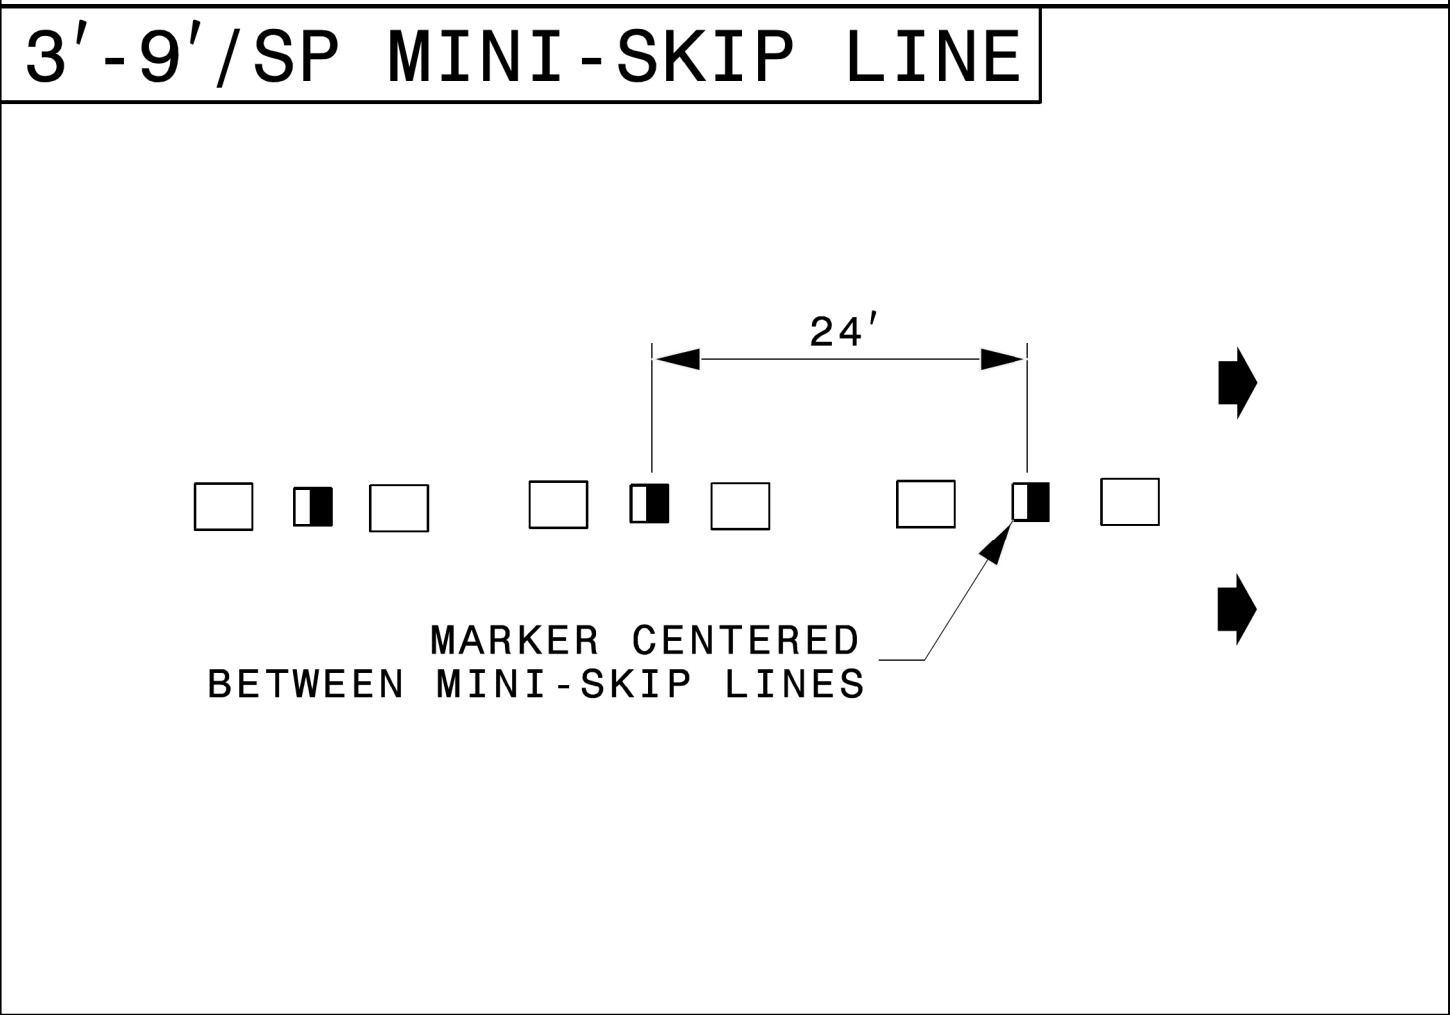 3'-9'/SP MINI-SKIP LINE
24'
MARKER CENTERED
BETWEEN MINI-SKIP LINES